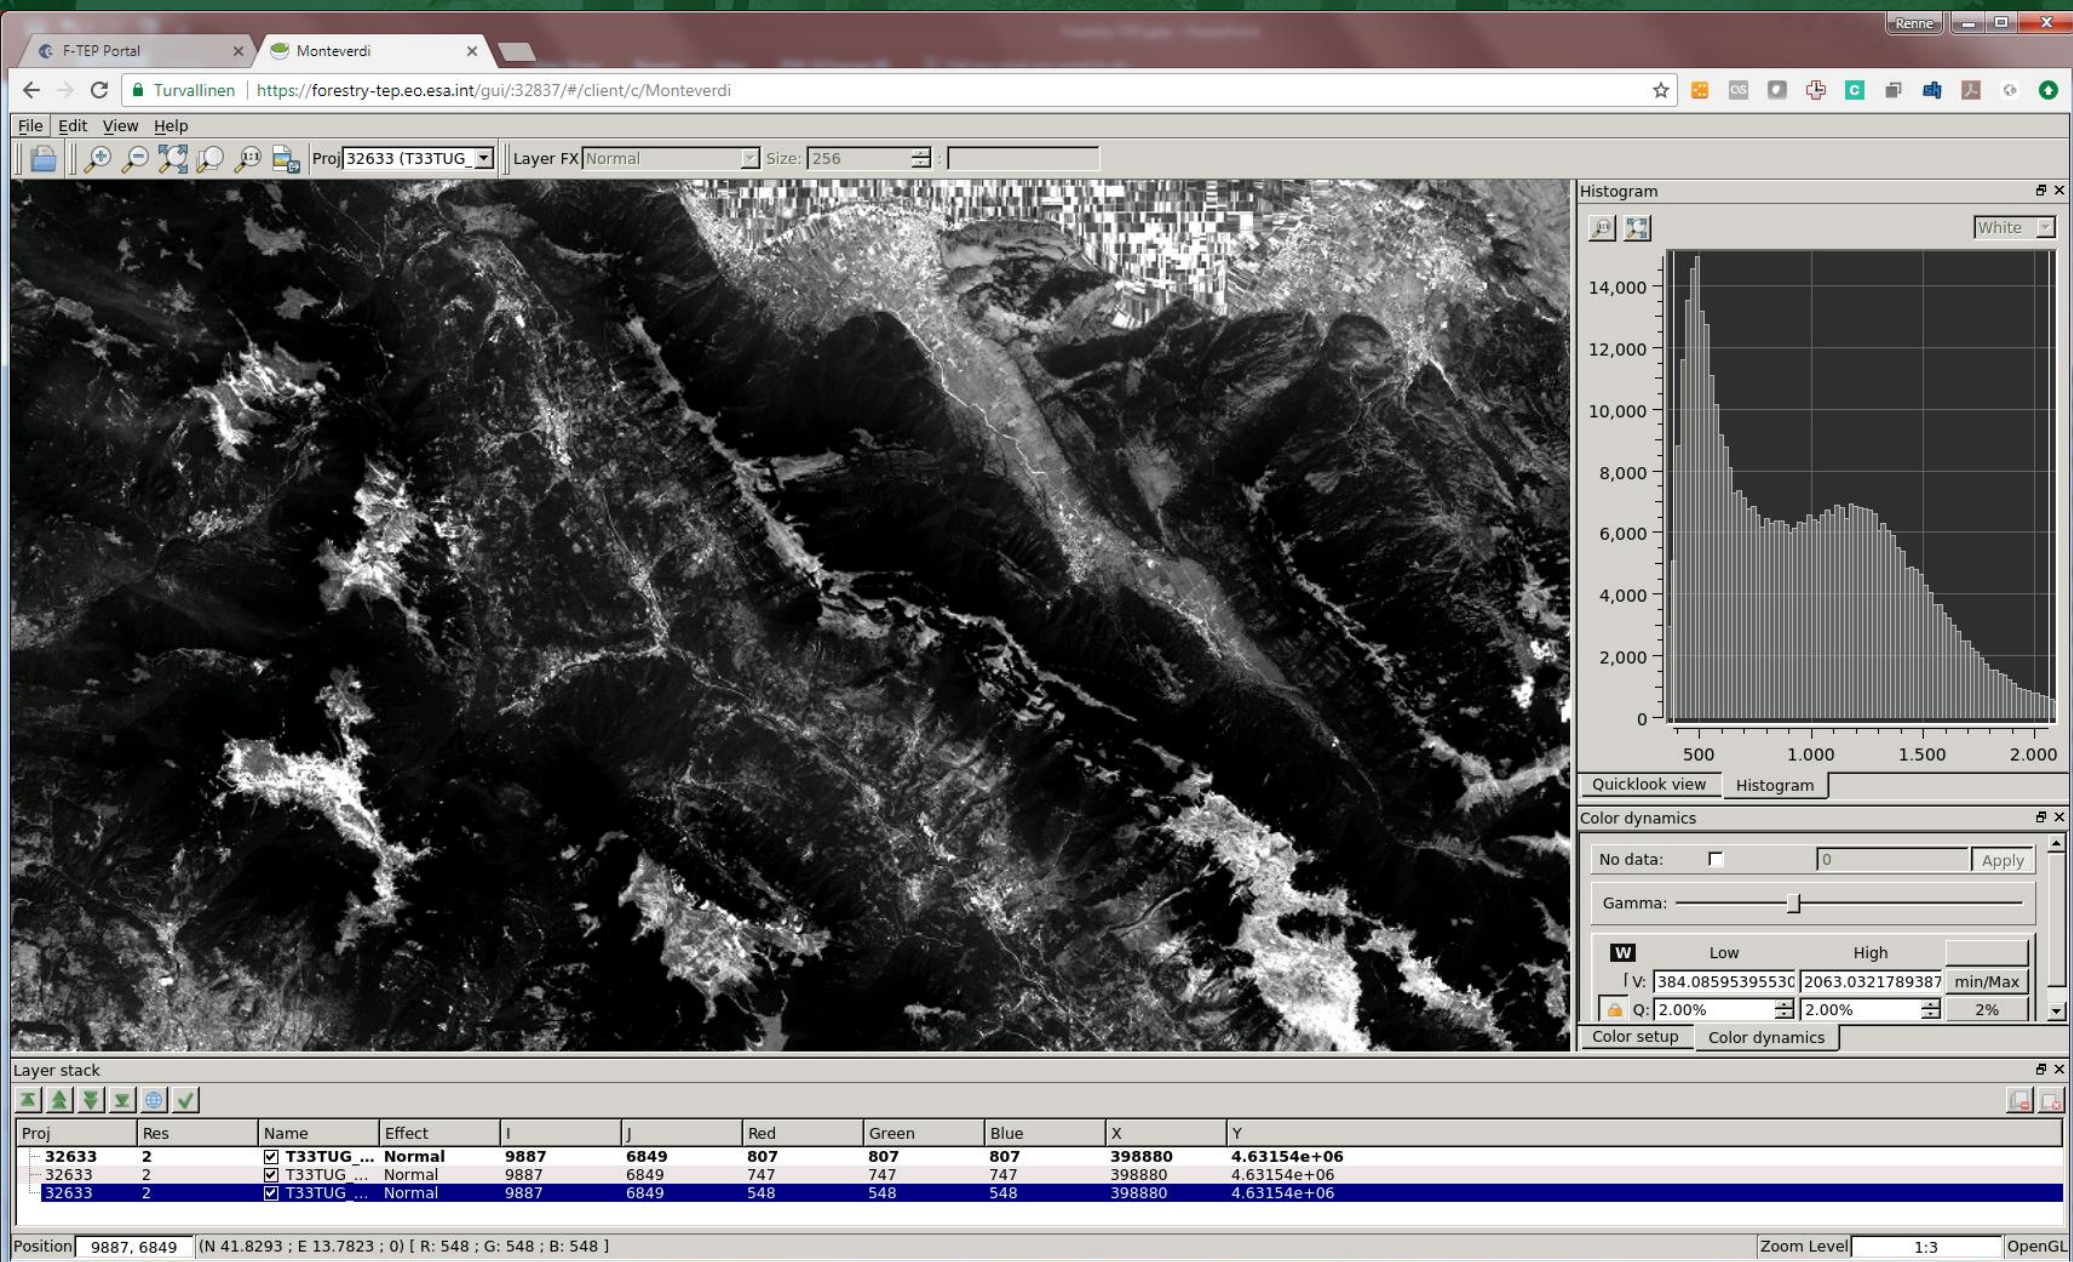 Renne
F-TEP Portal
Monteverdi
Turvallinen https://forestry-tep.eo.esa.int/gui/:32837/#/client/c/Monteverdi
File Edit View Help
Proj 32633 (T33TUG_ Layer FX Normal Size: 256 :
Histogram
White
14,000
12,000
10,000
8,000
6,000
4,000
2,000
0
500 1.000 1.500 2.000
Quicklook view Histogram
Color dynamics
No data: 0 Apply
Gamma:
W Low High
V: 384.08595395530 2063.0321789387 min/Max
Q: 2.00% 2.00% 2%
Color setup Color dynamics
Layer stack
Proj Res Name Effect I J Red Green Blue X Y
32633 2 T33TUG_... Normal 9887 6849 807 807 807 398880 4.63154e+06
32633 2 T33TUG_... Normal 9887 6849 747 747 747 398880 4.63154e+06
32633 2 T33TUG_... Normal 9887 6849 548 548 548 398880 4.63154e+06
Position 9887, 6849 (N 41.8293 ; E 13.7823 ; 0) [ R: 548 ; G: 548 ; B: 548 ] Zoom Level 1:3 OpenGL